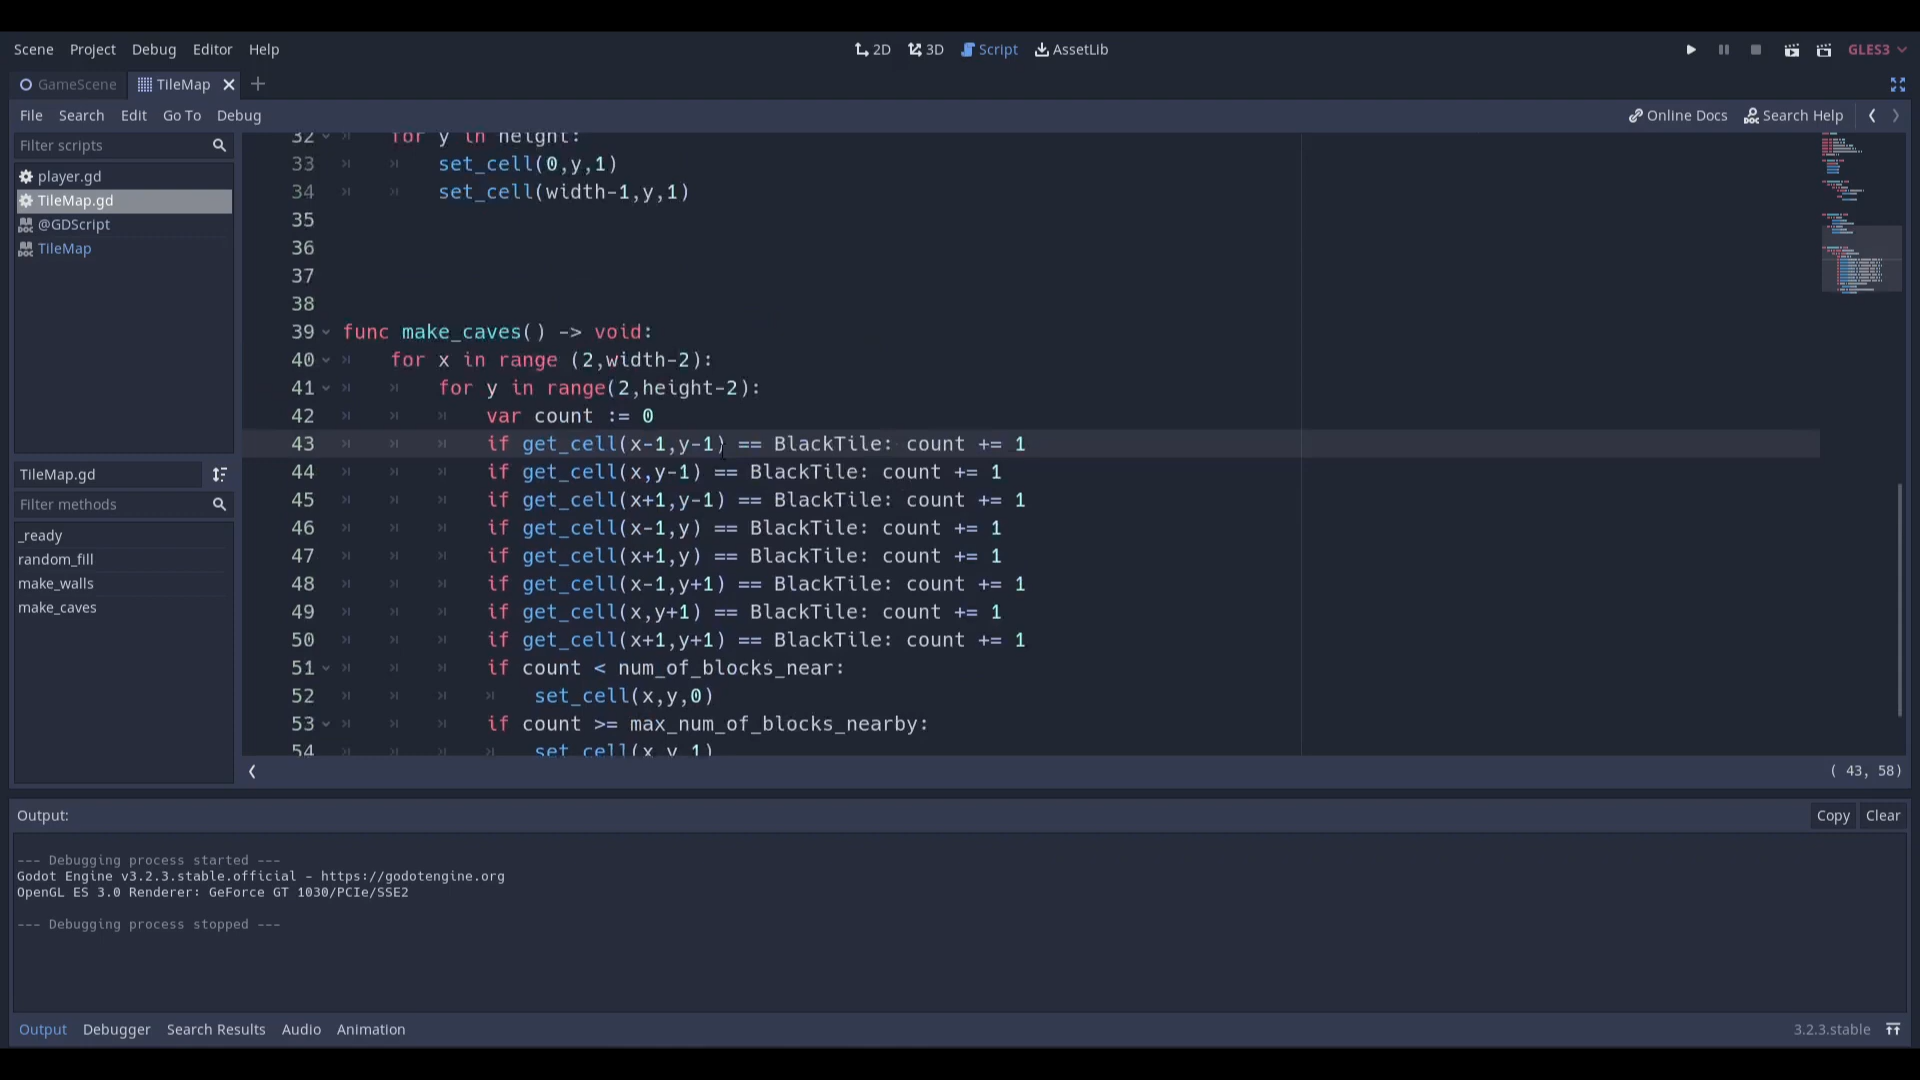 Scene Project Debug Editor Help 2D 3D Script AssetLib GLES3
GameScene TileMap
File Search Edit Go To Debug Online Docs Search Help
Filter scripts
player.gd
TileMap.gd
@GDScript
TileMap
TileMap.gd
Filter methods
_ready
random_fill
make_walls
make_caves
32 for y in height:
33 set_cell(0,y,1)
34 set_cell(width-1,y,1)
35
36
37
38
39 func make_caves() -> void:
40 for x in range (2,width-2):
41 for y in range(2,height-2):
42 var count := 0
43 if get_cell(x-1,y-1) == BlackTile: count += 1
44 if get_cell(x,y-1) == BlackTile: count += 1
45 if get_cell(x+1,y-1) == BlackTile: count += 1
46 if get_cell(x-1,y) == BlackTile: count += 1
47 if get_cell(x+1,y) == BlackTile: count += 1
48 if get_cell(x-1,y+1) == BlackTile: count += 1
49 if get_cell(x,y+1) == BlackTile: count += 1
50 if get_cell(x+1,y+1) == BlackTile: count += 1
51 if count < num_of_blocks_near:
52 set_cell(x,y,0)
53 if count >= max_num_of_blocks_nearby:
54 set_cell(x,y,1)
( 43, 58)
Output: Copy Clear
--- Debugging process started ---
Godot Engine v3.2.3.stable.official - https://godotengine.org
OpenGL ES 3.0 Renderer: GeForce GT 1030/PCIe/SSE2
--- Debugging process stopped ---
Output Debugger Search Results Audio Animation 3.2.3.stable